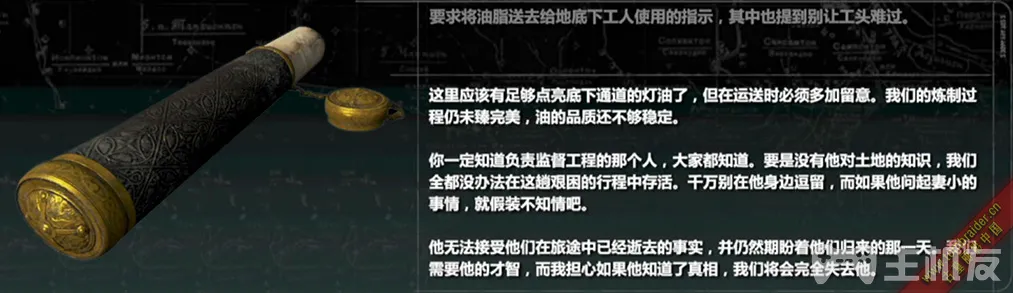 要求将油脂送去给地底下工人使用的指示，其中也提到别让工头难过。
这里应该有足够点亮底下通道的灯油了，但在运送时必须多加留意。我们的炼制过
程仍未臻完美，油的品质还不够稳定。
你一定知道负责监督工程的那个人，大家都知道。要是没有他对土地的知识，我们
全都没办法在这趟艰困的行程中存活。千万别在他身边逗留，而如果他问起妻小的
事情，就假装不知情吧。
他无法接受他们在旅途中已经逝去的事实，并仍然期盼着他们归来的那一天。我们
需要他的才智，而我担心如果他知道了真相，我们将会完全失去他。
主机友